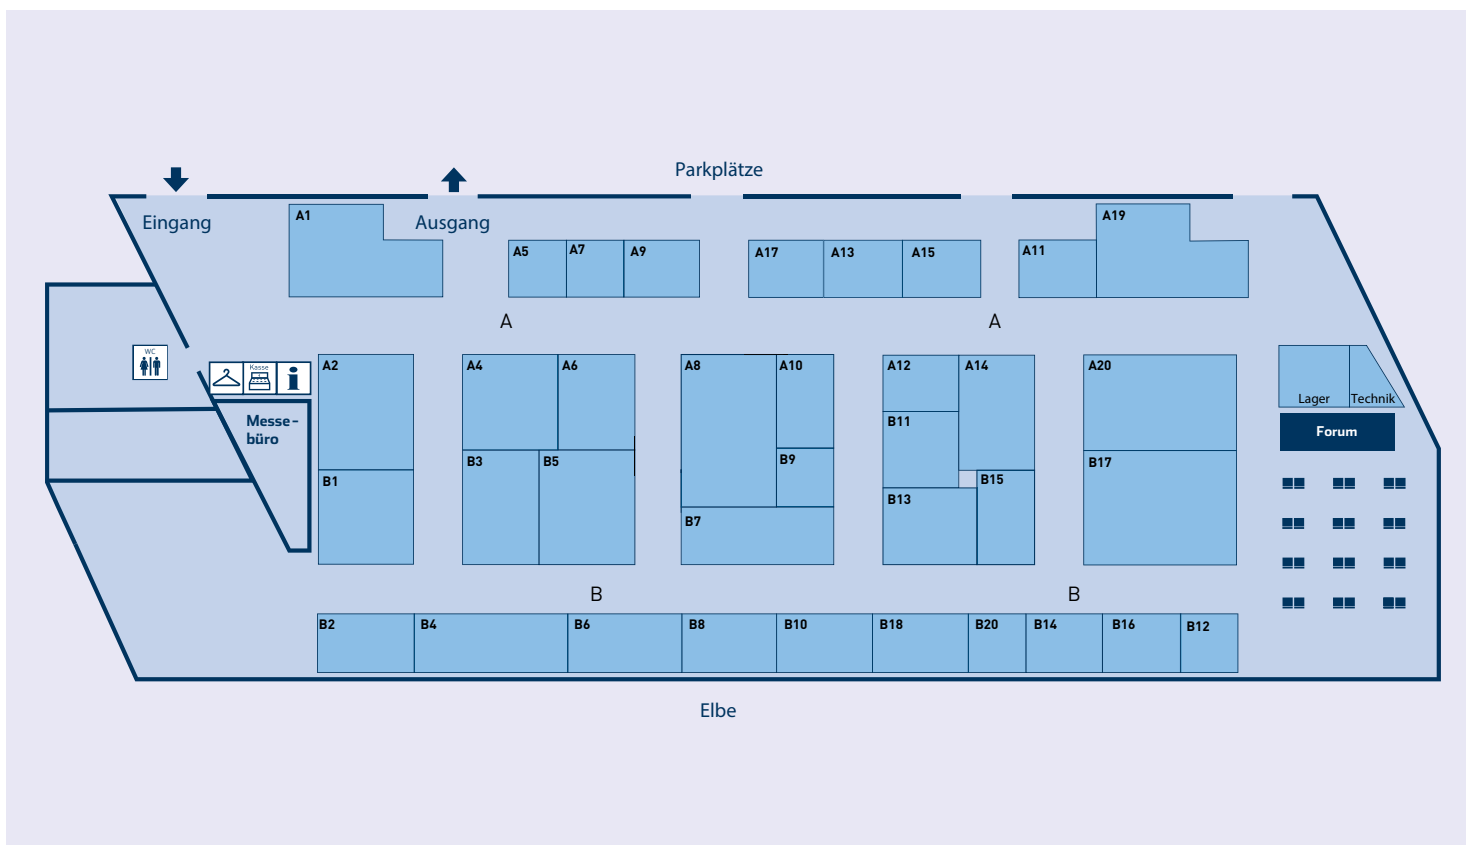 Parkplätze
Eingang
Ausgang
A1
A5
A7
A9
A17
A13
A15
A11
A19
A
A
WC
Kasse
Messe-
büro
A2
A4
A6
A8
A10
A12
A14
A20
B1
B3
B5
B7
B9
B11
B13
B15
B17
Lager
Technik
Forum
B
B
B2
B4
B6
B8
B10
B18
B20
B14
B16
B12
Elbe